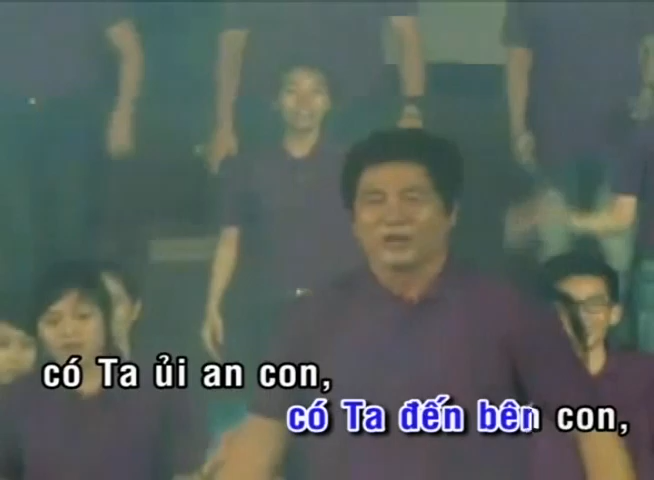 có Ta ủi an con,
có Ta đến bên con,